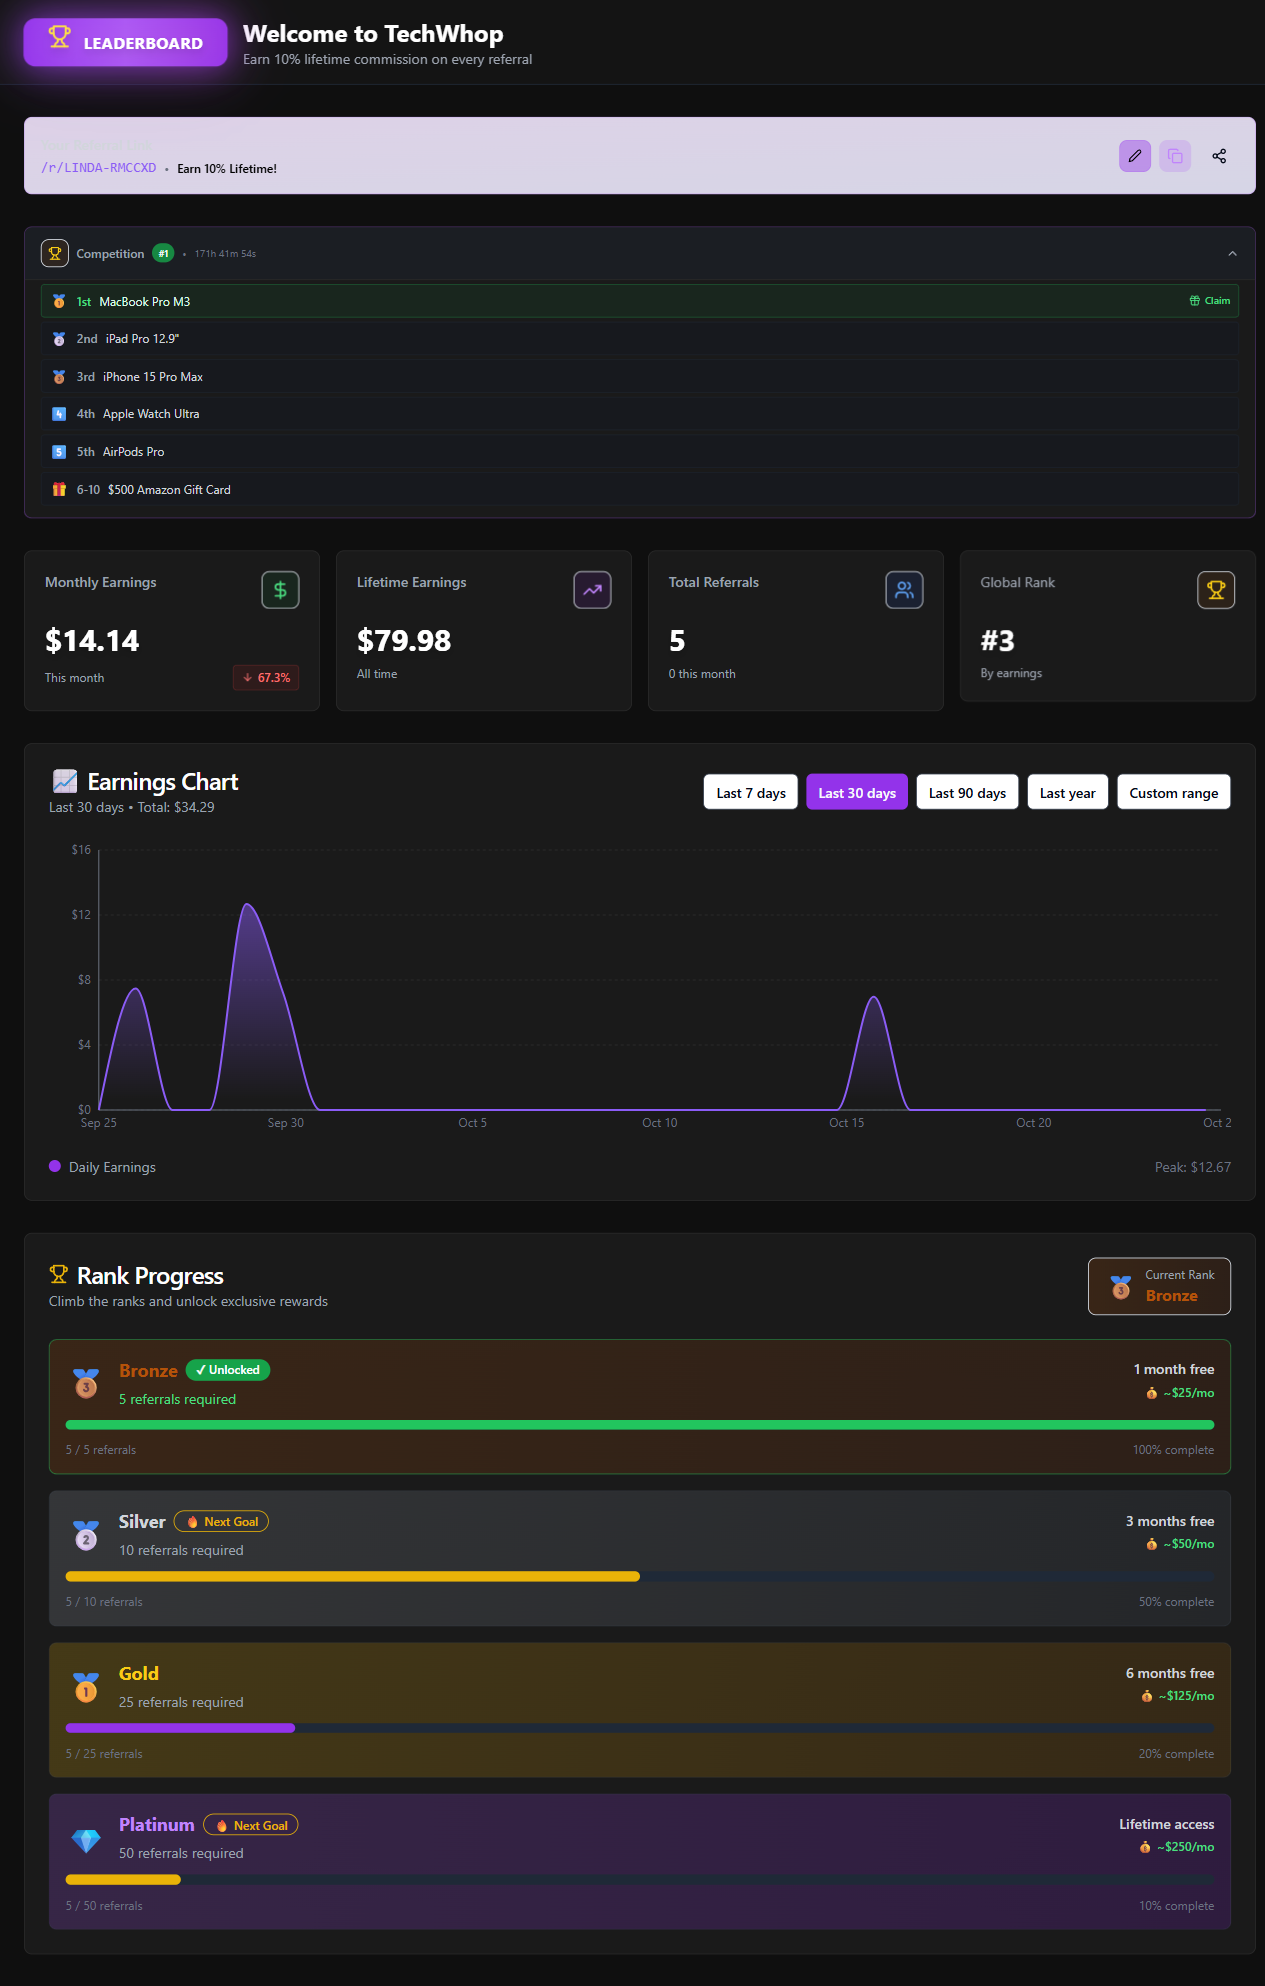 LEADERBOARD
Welcome to TechWhop
Earn 10% lifetime commission on every referral
Your Referral Link
/r/LINDA-RMCCXD • Earn 10% Lifetime!
Competition #1 • 171h 41m 54s
1st MacBook Pro M3 Claim
2nd iPad Pro 12.9"
3rd iPhone 15 Pro Max
4 4th Apple Watch Ultra
5 5th AirPods Pro
6-10 $500 Amazon Gift Card
Monthly Earnings
$14.14
This month ↓ 67.3%
Lifetime Earnings
$79.98
All time
Total Referrals
5
0 this month
Global Rank
#3
By earnings
Earnings Chart
Last 30 days • Total: $34.29
Last 7 days Last 30 days Last 90 days Last year Custom range
$16
$12
$8
$4
$0
Sep 25 Sep 30 Oct 5 Oct 10 Oct 15 Oct 20 Oct 2
Daily Earnings Peak: $12.67
Rank Progress
Climb the ranks and unlock exclusive rewards
Current Rank
3 Bronze
3 Bronze ✓ Unlocked 1 month free
5 referrals required ~$25/mo
5 / 5 referrals 100% complete
2 Silver Next Goal 3 months free
10 referrals required ~$50/mo
5 / 10 referrals 50% complete
1 Gold 6 months free
25 referrals required ~$125/mo
5 / 25 referrals 20% complete
Platinum Next Goal Lifetime access
50 referrals required ~$250/mo
5 / 50 referrals 10% complete